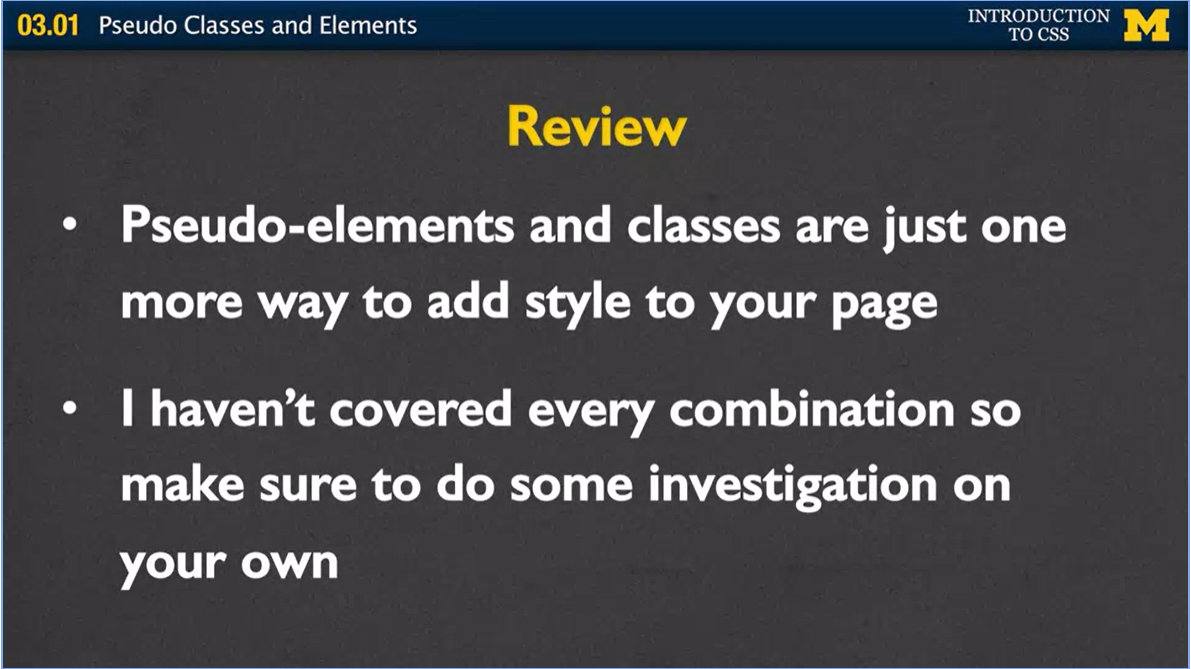 03.01 Pseudo Classes and Elements
INTRODUCTION
TO CSS
M
Review
• Pseudo-elements and classes are just one
more way to add style to your page
• I haven’t covered every combination so
make sure to do some investigation on
your own